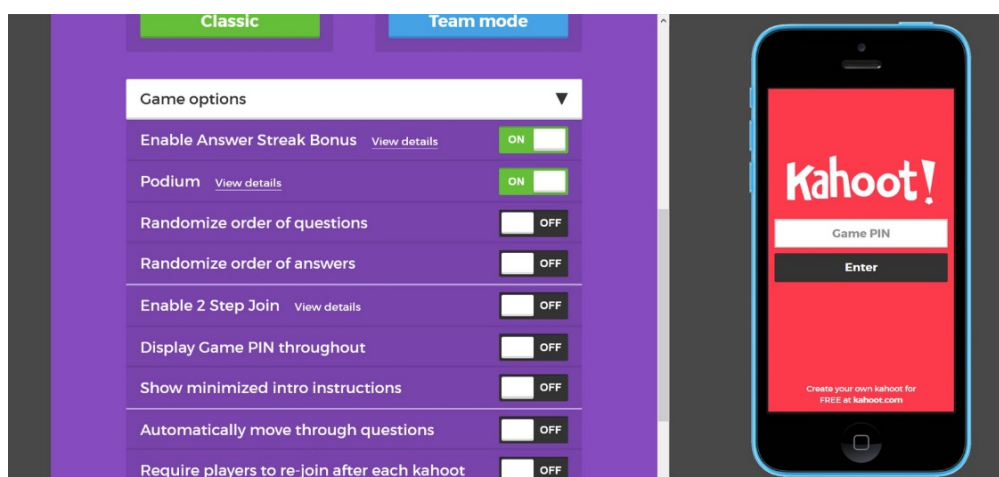 Classic
Team mode
Game options
Enable Answer Streak Bonus View details ON
Podium View details ON
Randomize order of questions OFF
Randomize order of answers OFF
Enable 2 Step Join View details OFF
Display Game PIN throughout OFF
Show minimized intro instructions OFF
Automatically move through questions OFF
Require players to re-join after each kahoot OFF
Kahoot!
Game PIN
Enter
Create your own kahoot for
FREE at kahoot.com